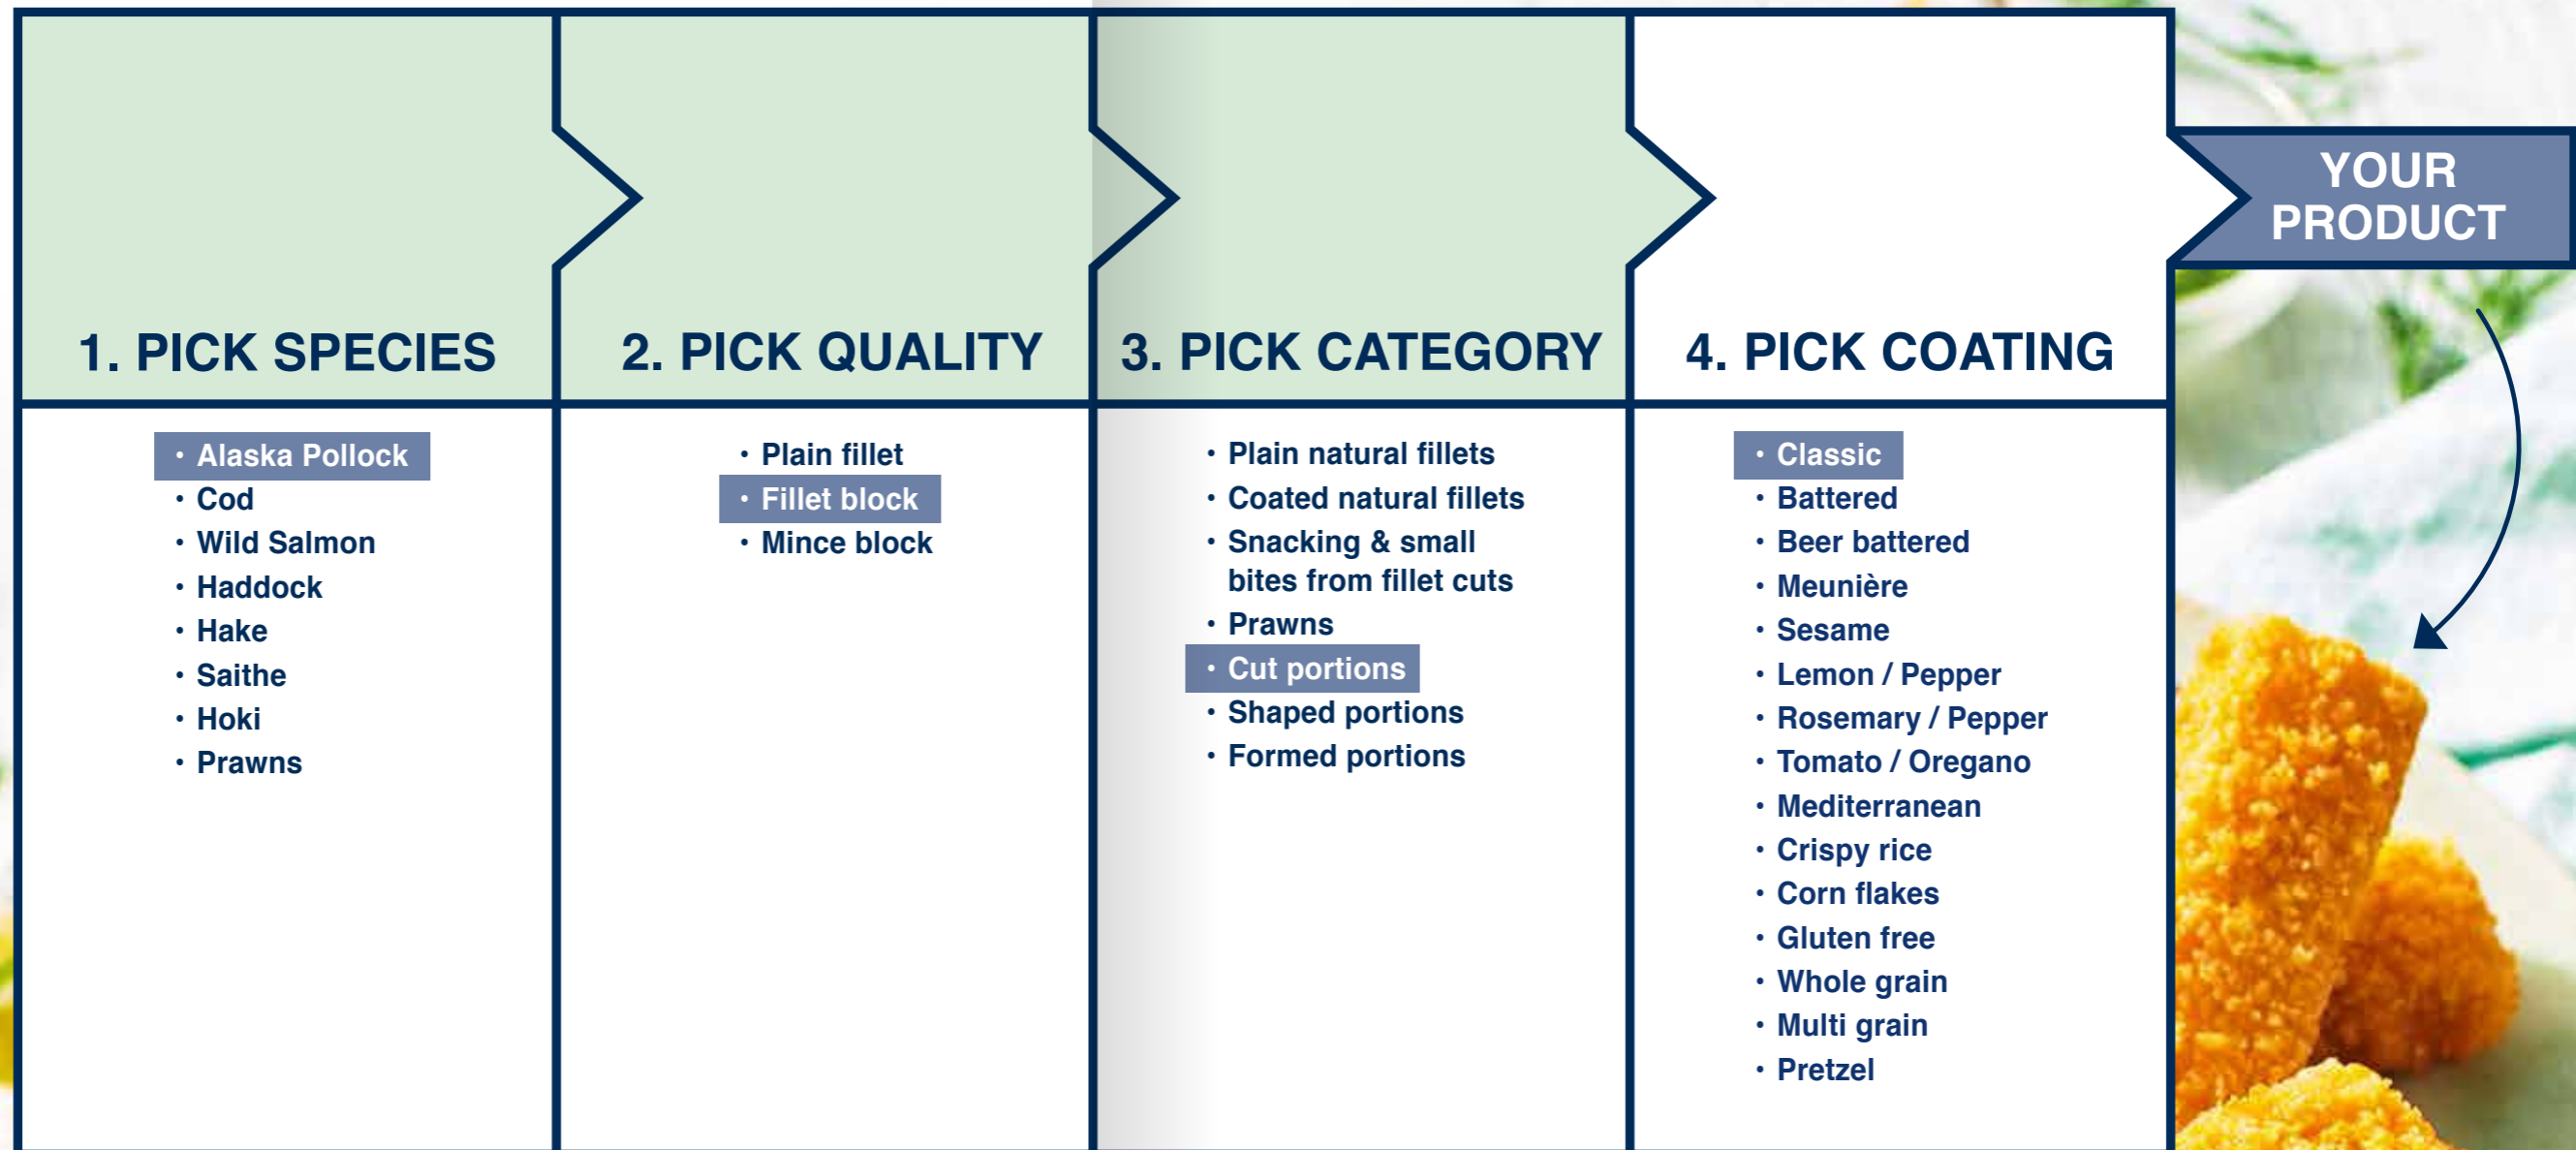 YOUR
PRODUCT
1. PICK SPECIES
2. PICK QUALITY
3. PICK CATEGORY
4. PICK COATING
• Alaska Pollock
• Cod
• Wild Salmon
• Haddock
• Hake
• Saithe
• Hoki
• Prawns
• Plain fillet
• Fillet block
• Mince block
• Plain natural fillets
• Coated natural fillets
• Snacking & small
bites from fillet cuts
• Prawns
• Cut portions
• Shaped portions
• Formed portions
• Classic
• Battered
• Beer battered
• Meunière
• Sesame
• Lemon / Pepper
• Rosemary / Pepper
• Tomato / Oregano
• Mediterranean
• Crispy rice
• Corn flakes
• Gluten free
• Whole grain
• Multi grain
• Pretzel